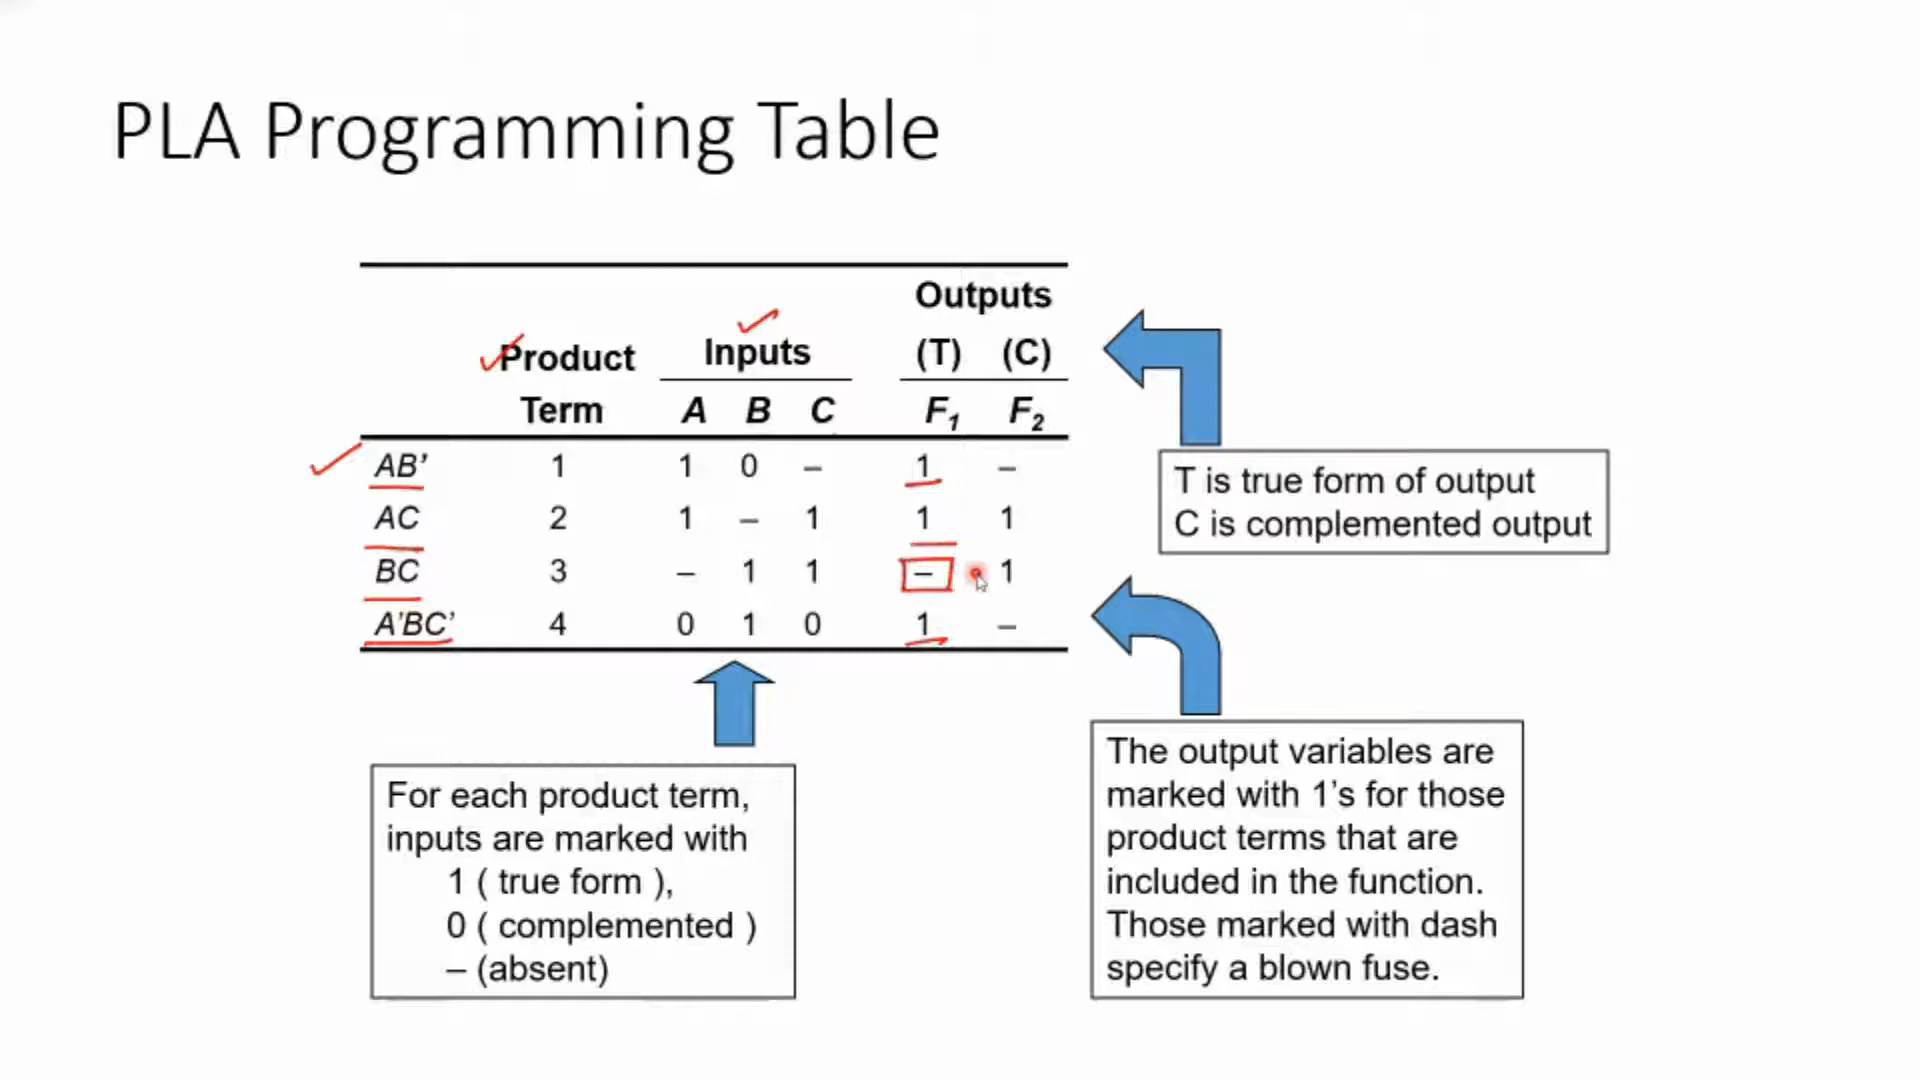 PLA Programming Table
Outputs
Product Inputs (T) (C)
Term A B C F1 F2
AB’ 1 1 0 – 1 –
AC 2 1 – 1 1 1
BC 3 – 1 1 – 1
A’BC’ 4 0 1 0 1 –
T is true form of output
C is complemented output
For each product term,
inputs are marked with
1 ( true form ),
0 ( complemented )
– (absent)
The output variables are
marked with 1’s for those
product terms that are
included in the function.
Those marked with dash
specify a blown fuse.